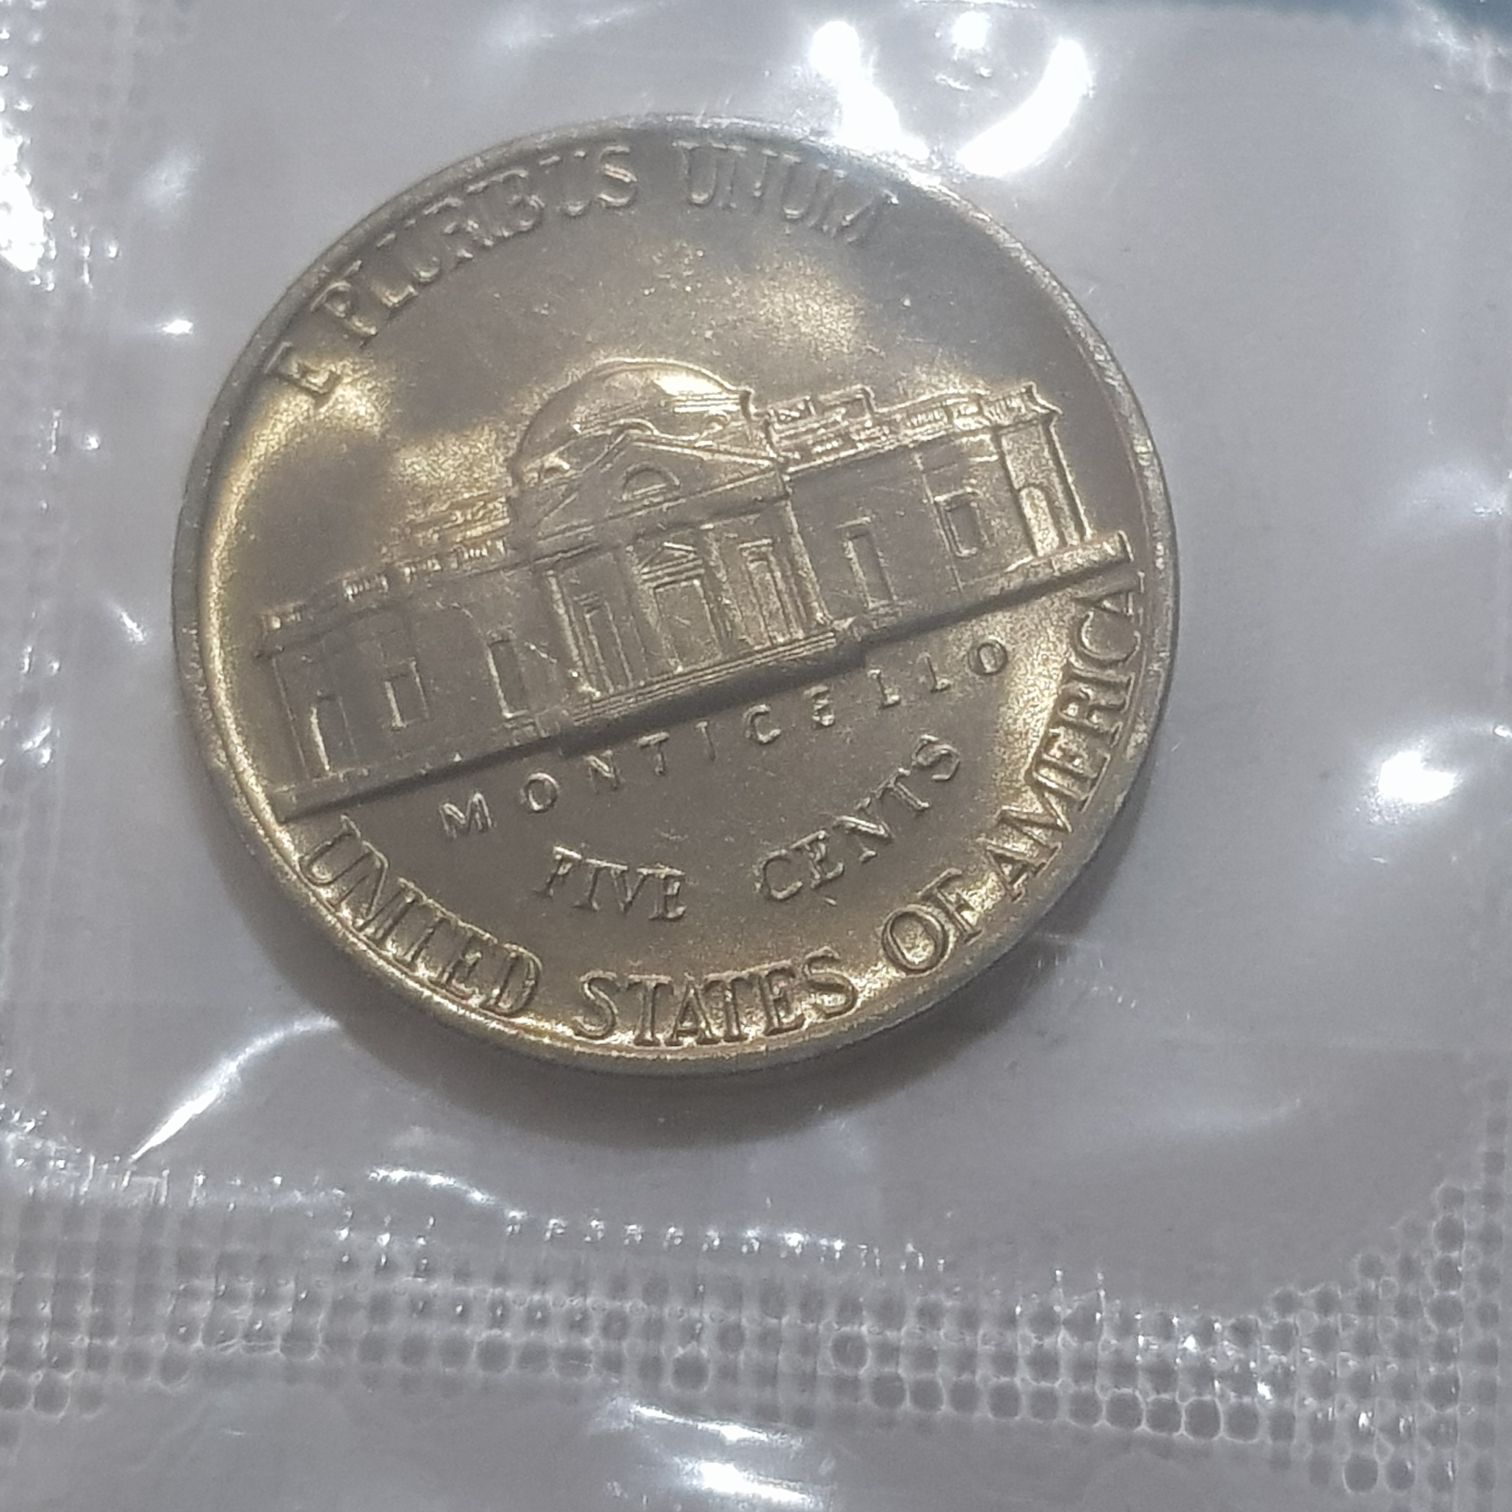 E PLURIBUS UNUM
MONTICELLO
FIVE CENTS
UNITED STATES OF AMERICA